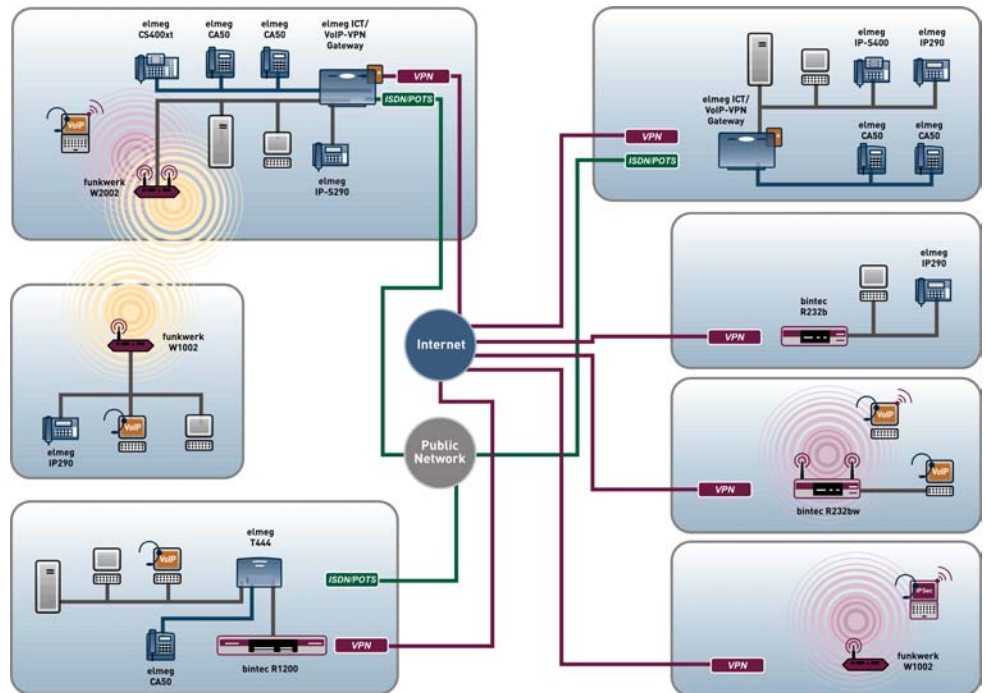 elmeg
CS400xt
elmeg
CA50
elmeg
CA50
elmeg ICT/
VoIP-VPN
Gateway
VPN
ISDN/POTS
VoIP
funkwerk
W2002
elmeg
IP-S290
funkwerk
W1002
elmeg
IP290
VoIP
elmeg
T444
VoIP
ISDN/POTS
elmeg
CA50
bintec R1200
VPN
Internet
Public
Network
elmeg
IP-S400
elmeg
IP290
elmeg ICT/
VoIP-VPN
Gateway
VPN
ISDN/POTS
elmeg
CA50
elmeg
CA50
elmeg
IP290
bintec
R232b
VPN
VoIP
VoIP
VPN
bintec R232bw
IPSec
VPN
funkwerk
W1002